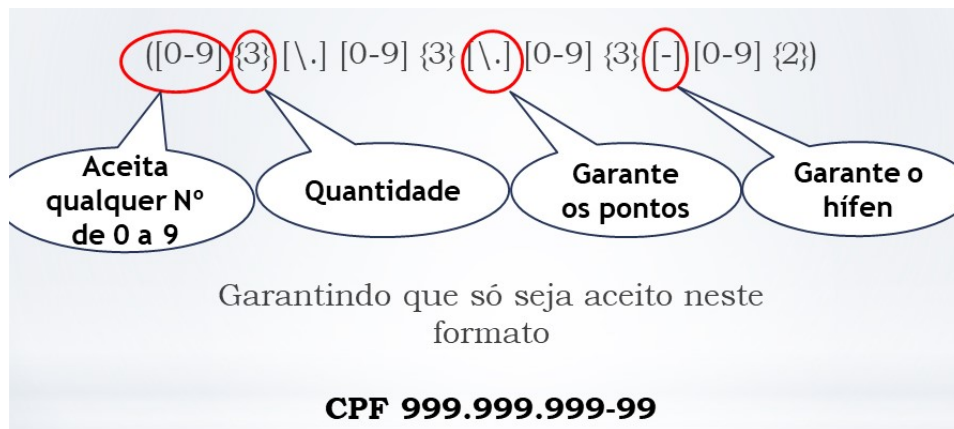 ([0-9] {3} [\.] [0-9] {3} [\.] [0-9] {3} [-] [0-9] {2})
Aceita
qualquer Nº
de 0 a 9
Quantidade
Garante
os pontos
Garante o
hífen
Garantindo que só seja aceito neste
formato
CPF 999.999.999-99